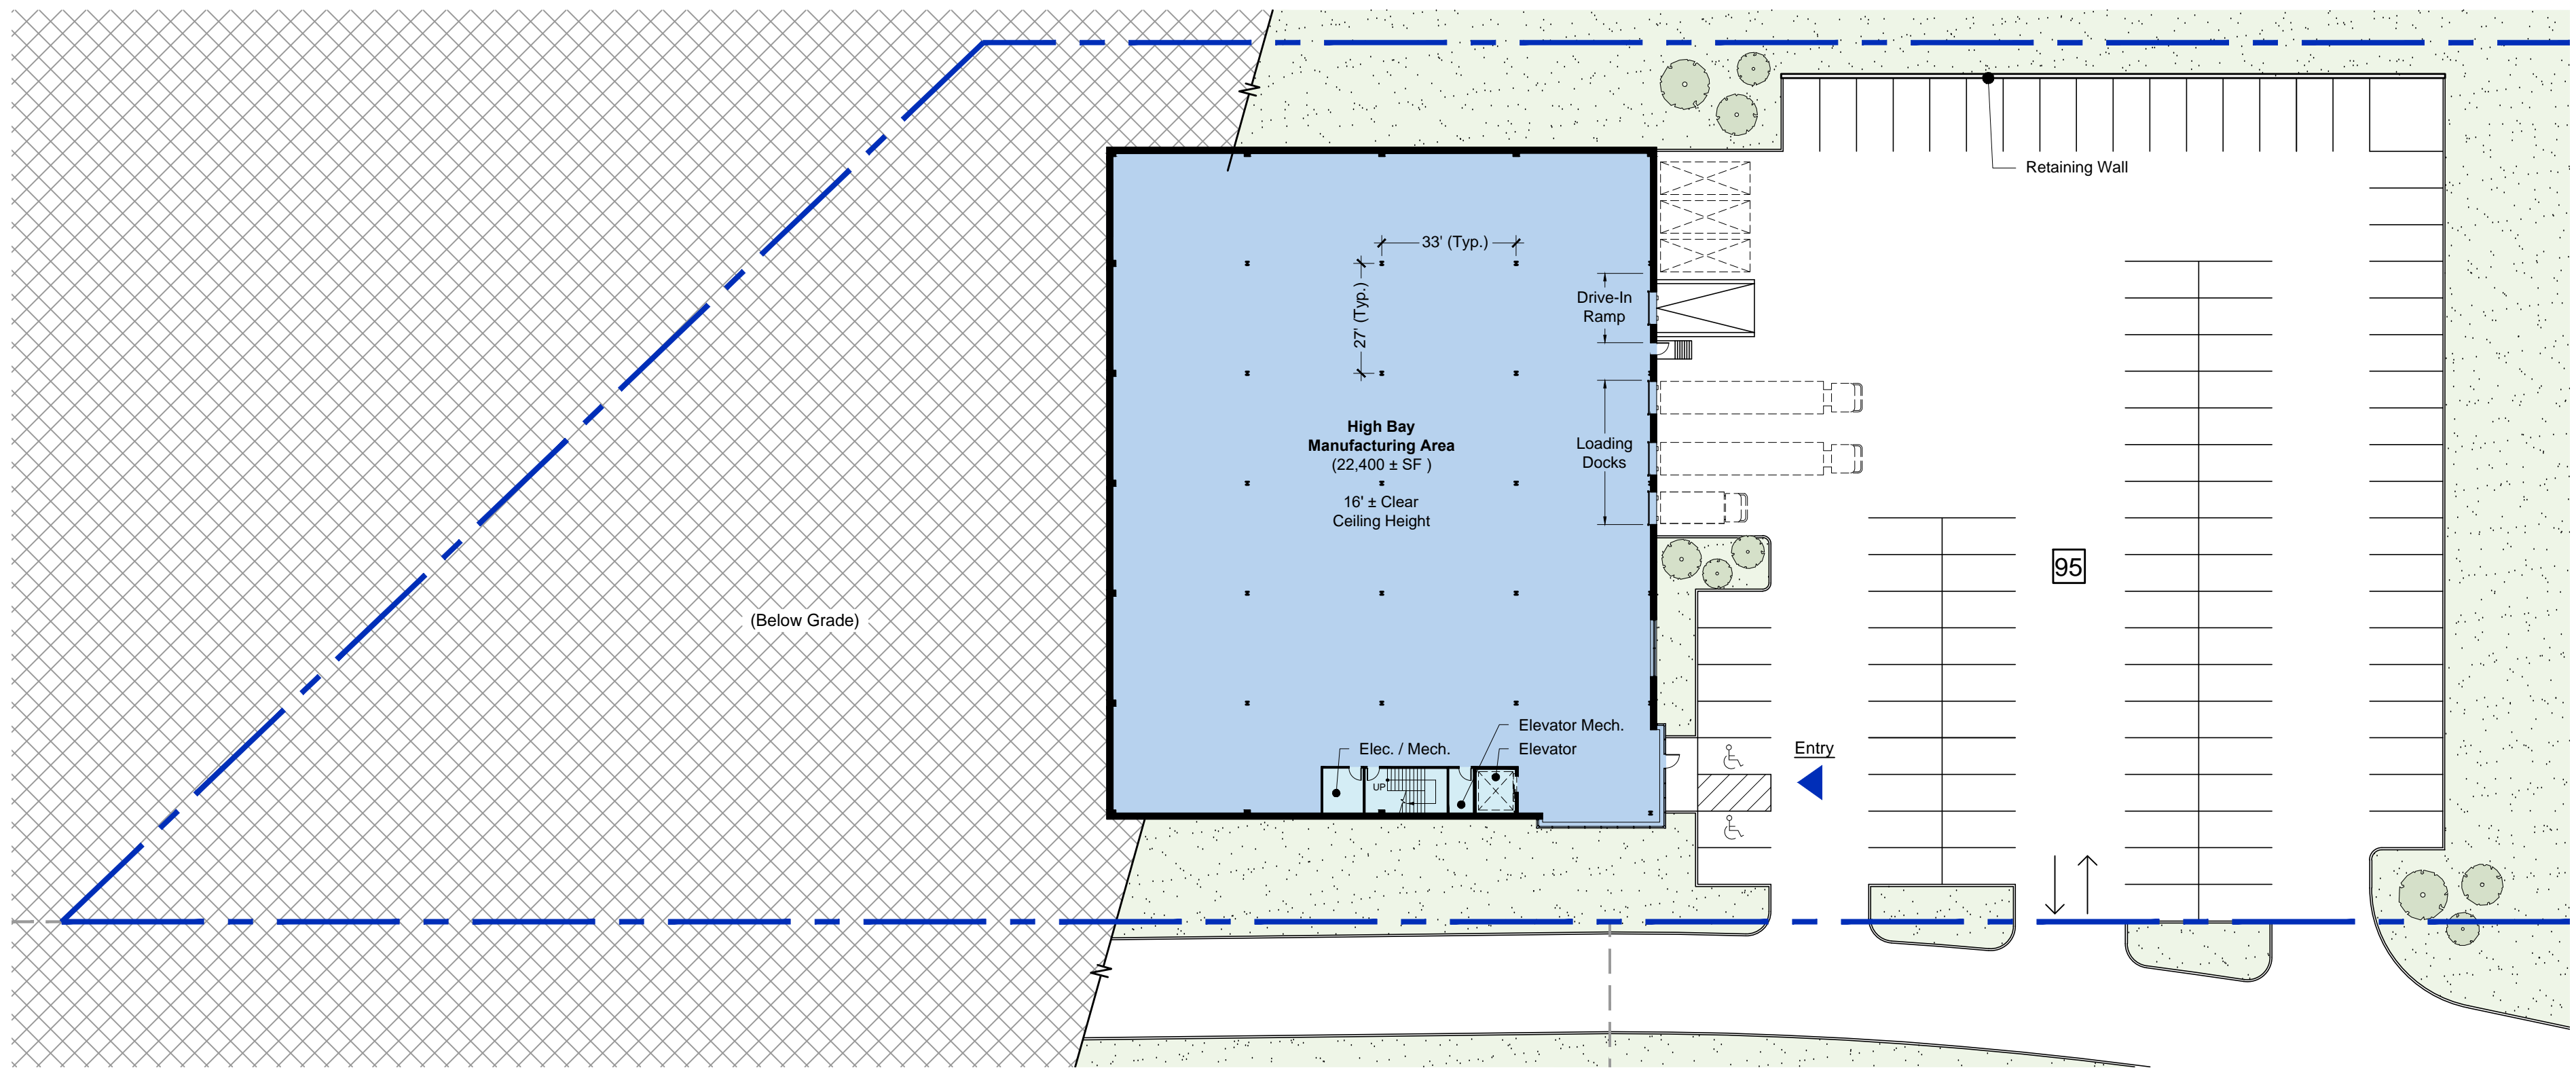 Retaining Wall
33' (Typ.)
27' (Typ.)
Drive-In
Ramp
High Bay
Manufacturing Area
(22,400 ± SF )
16' ± Clear
Ceiling Height
Loading
Docks
95
(Below Grade)
Elevator Mech.
Elec. / Mech.
Elevator
UP
Entry